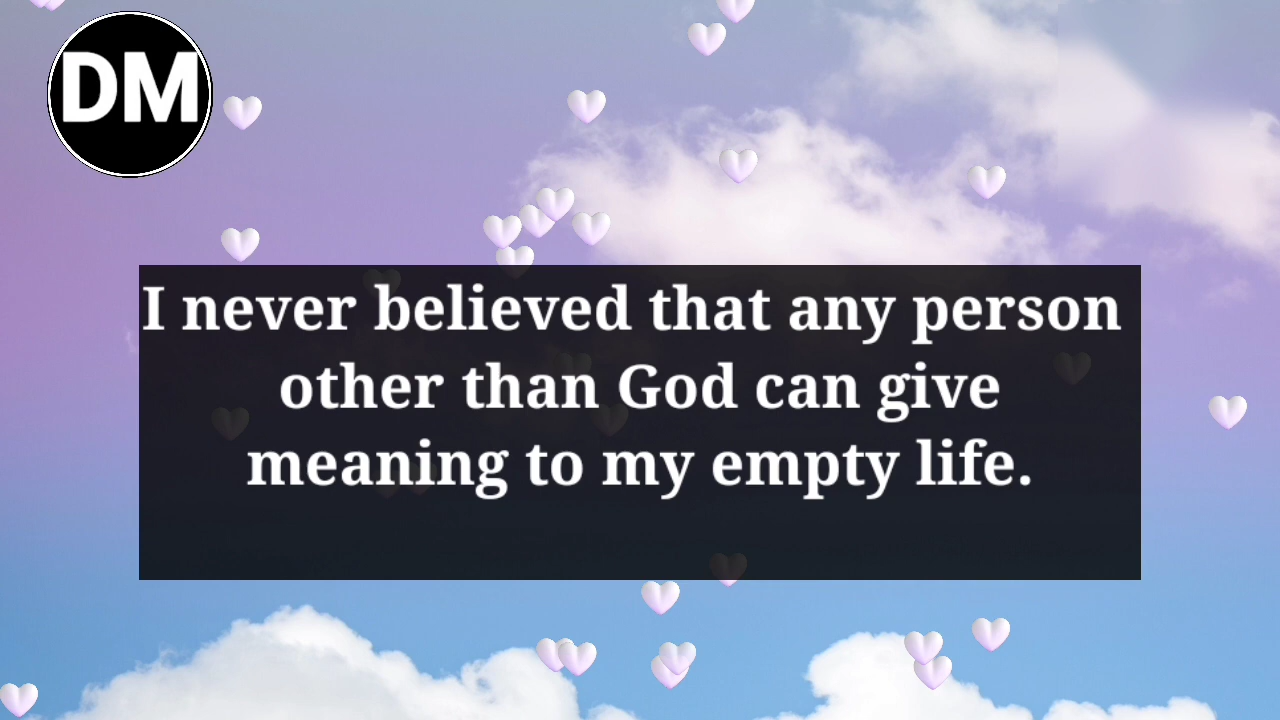 DM
I never believed that any person
other than God can give
meaning to my empty life.